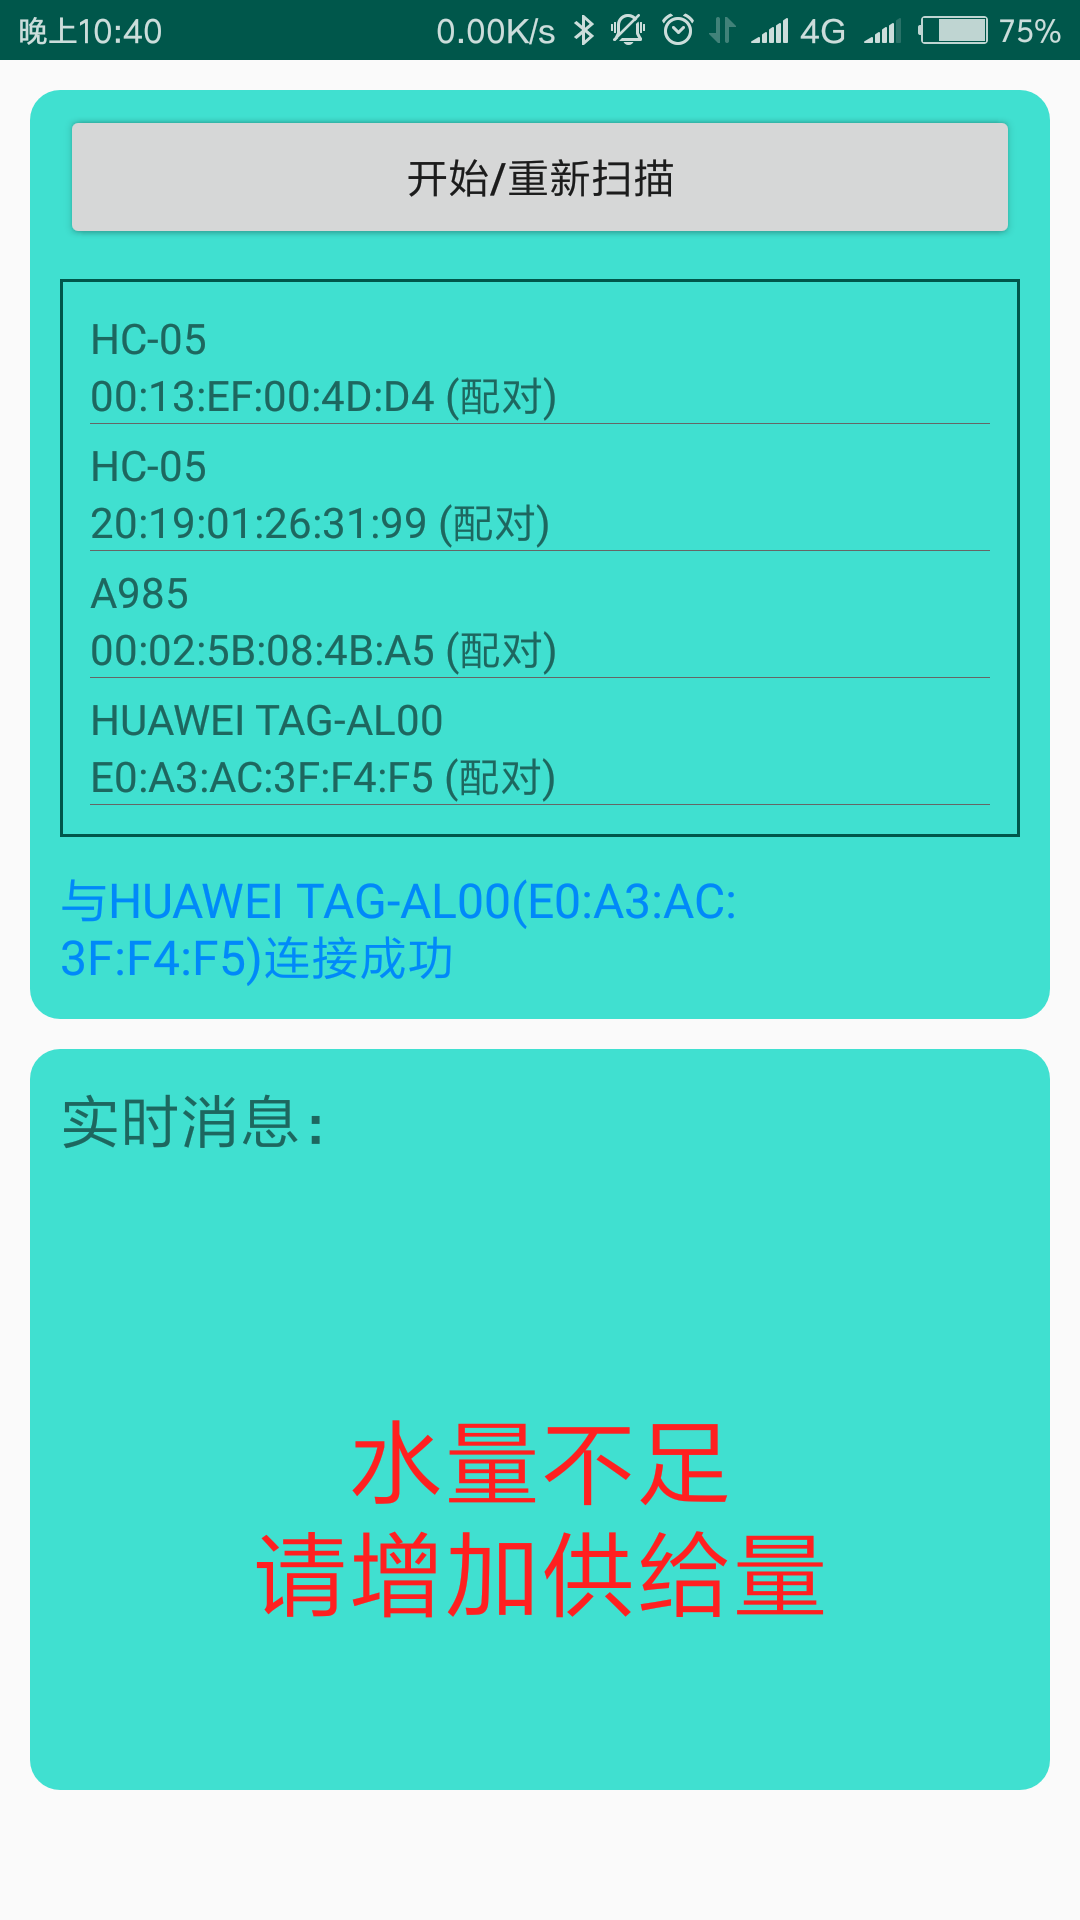 晚上10:40 0.00K/s 4G 75%
开始/重新扫描
HC-05
00:13:EF:00:4D:D4 (配对)
HC-05
20:19:01:26:31:99 (配对)
A985
00:02:5B:08:4B:A5 (配对)
HUAWEI TAG-AL00
E0:A3:AC:3F:F4:F5 (配对)
与HUAWEI TAG-AL00(E0:A3:AC:
3F:F4:F5)连接成功
实时消息：
水量不足
请增加供给量